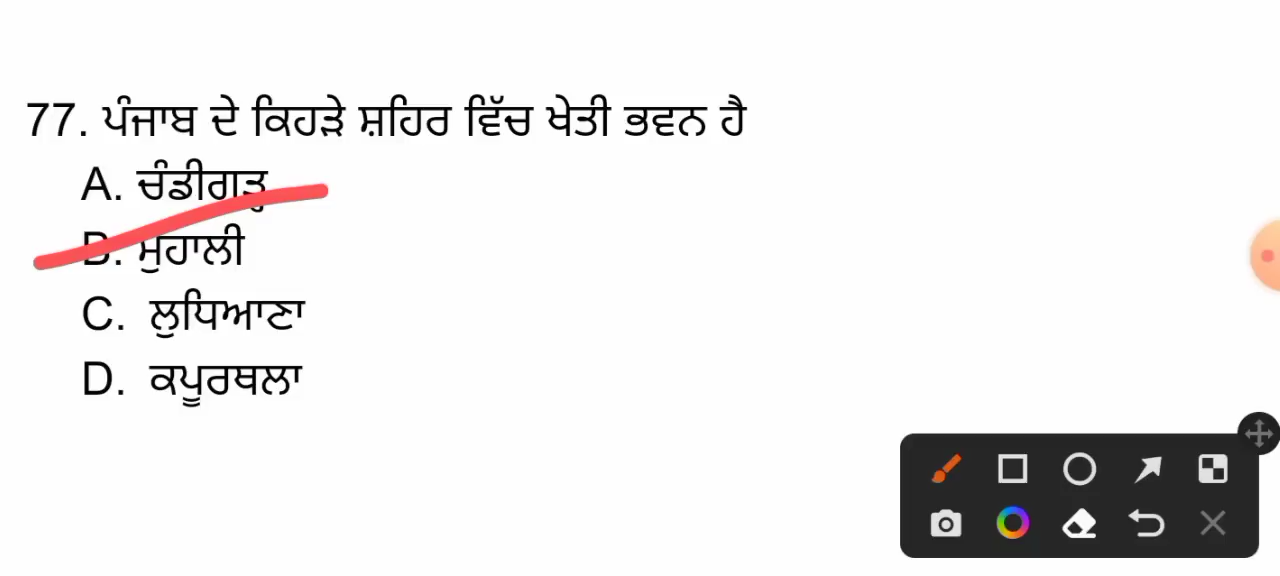 77. ਪੰਜਾਬ ਦੇ ਕਿਹੜੇ ਸ਼ਹਿਰ ਵਿੱਚ ਖੇਤੀ ਭਵਨ ਹੈ
A. ਚੰਡੀਗੜ੍ਹ
B. ਮੁਹਾਲੀ
C. ਲੁਧਿਆਣਾ
D. ਕਪੂਰਥਲਾ